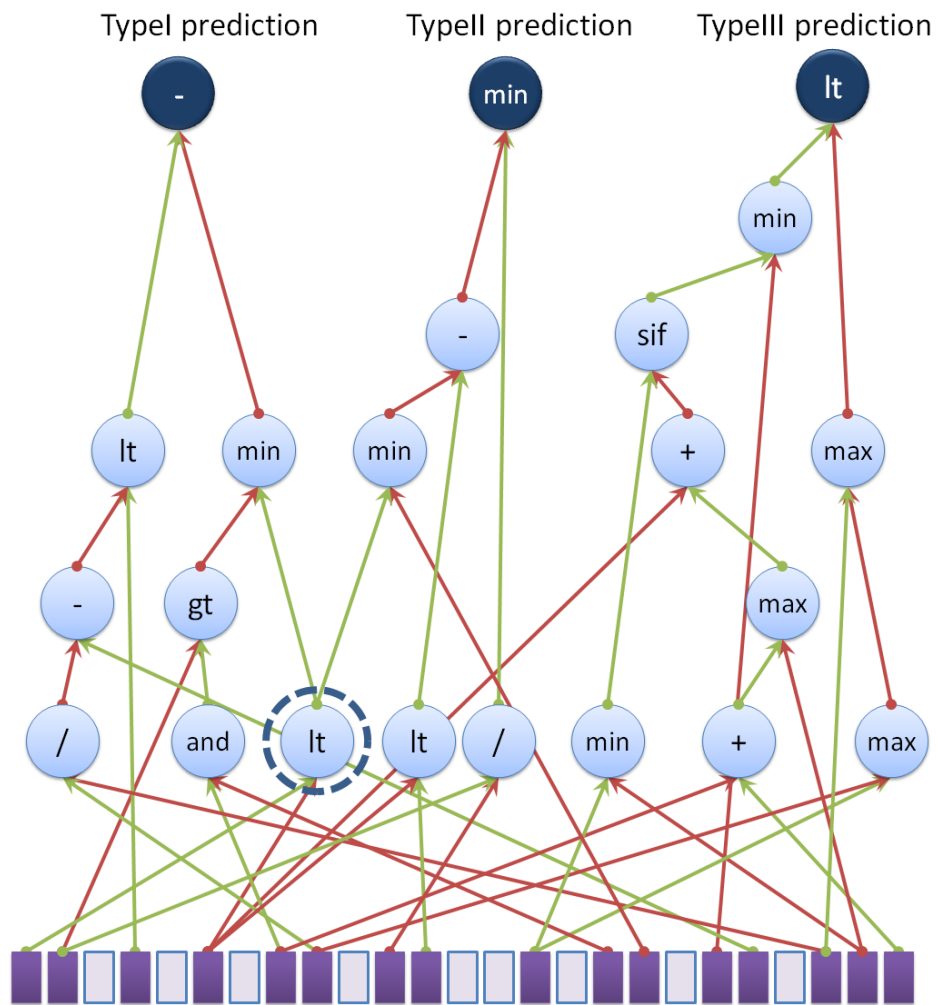 TypeI prediction TypeII prediction TypeIII prediction
- min lt
min
- sif
lt min min + max
- gt max
/ and lt lt / min + max